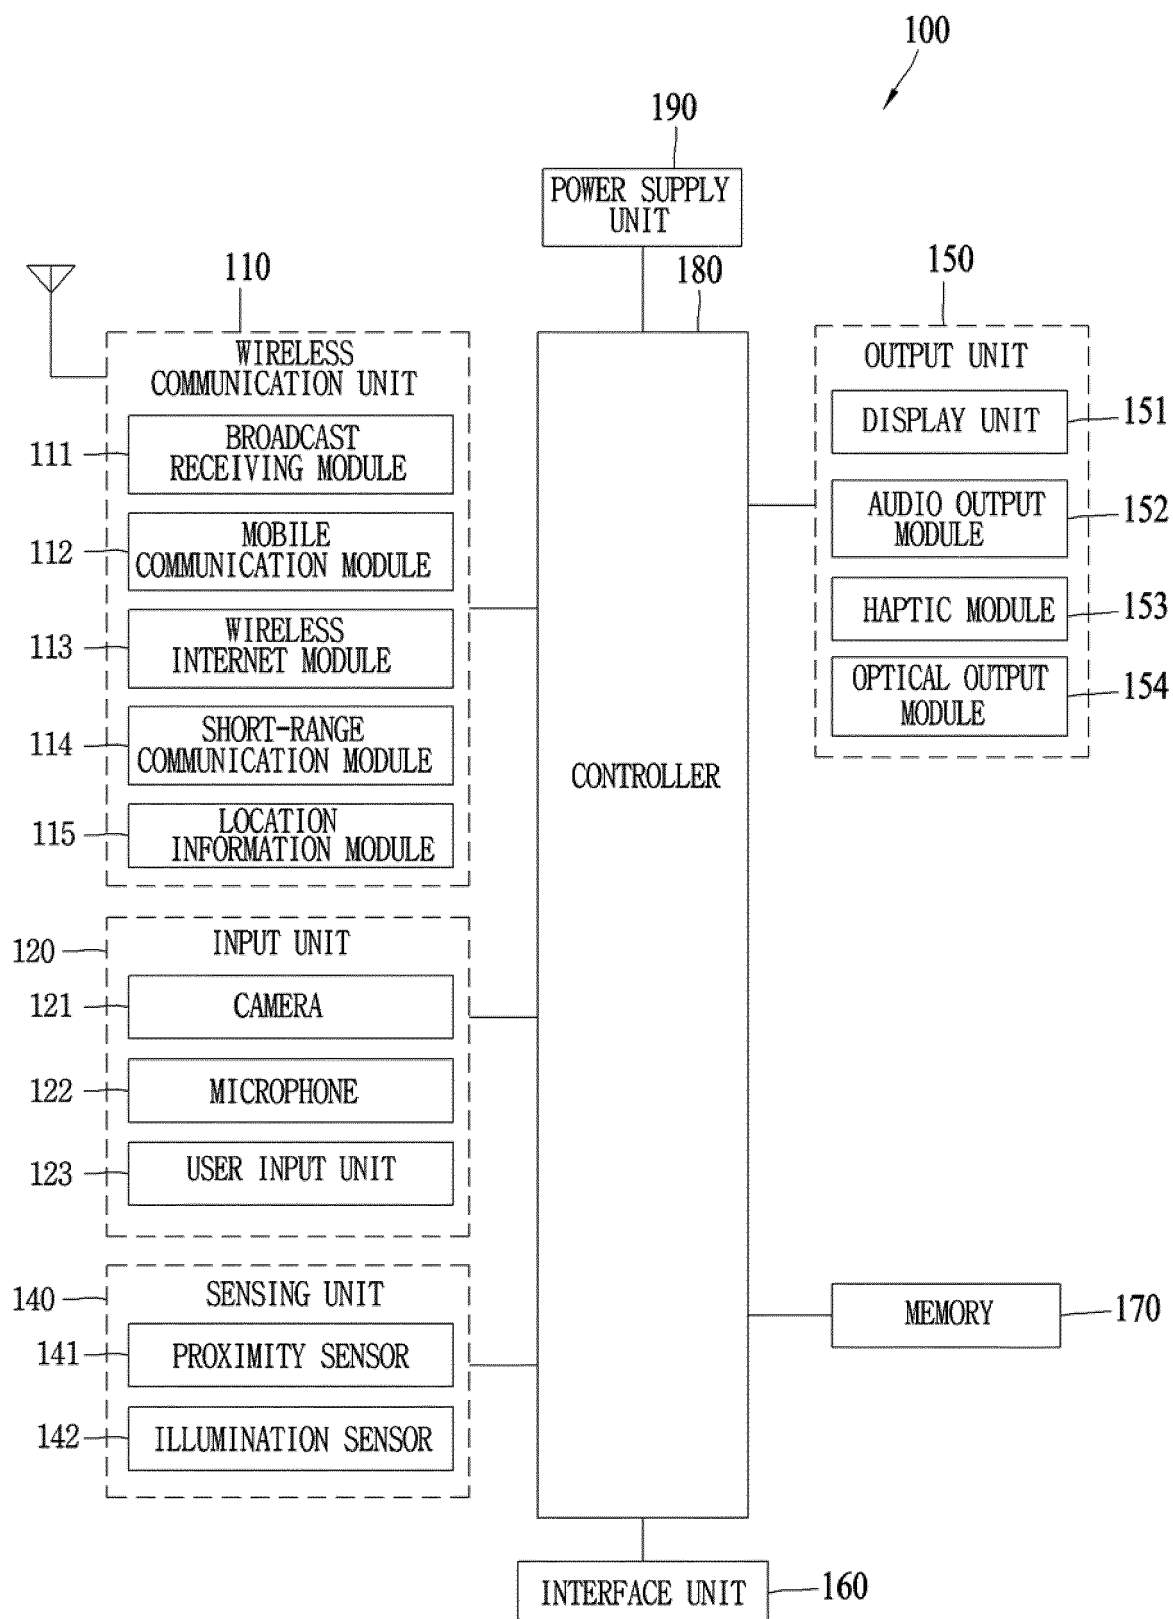 100
190
POWER SUPPLY
UNIT
110
180
150
WIRELESS
COMMUNICATION UNIT
111
BROADCAST
RECEIVING MODULE
112
MOBILE
COMMUNICATION MODULE
113
WIRELESS
INTERNET MODULE
114
SHORT-RANGE
COMMUNICATION MODULE
115
LOCATION
INFORMATION MODULE
120
INPUT UNIT
121
CAMERA
122
MICROPHONE
123
USER INPUT UNIT
140
SENSING UNIT
141
PROXIMITY SENSOR
142
ILLUMINATION SENSOR
CONTROLLER
OUTPUT UNIT
DISPLAY UNIT
151
AUDIO OUTPUT
MODULE
152
HAPTIC MODULE
153
OPTICAL OUTPUT
MODULE
154
MEMORY
170
INTERFACE UNIT
160